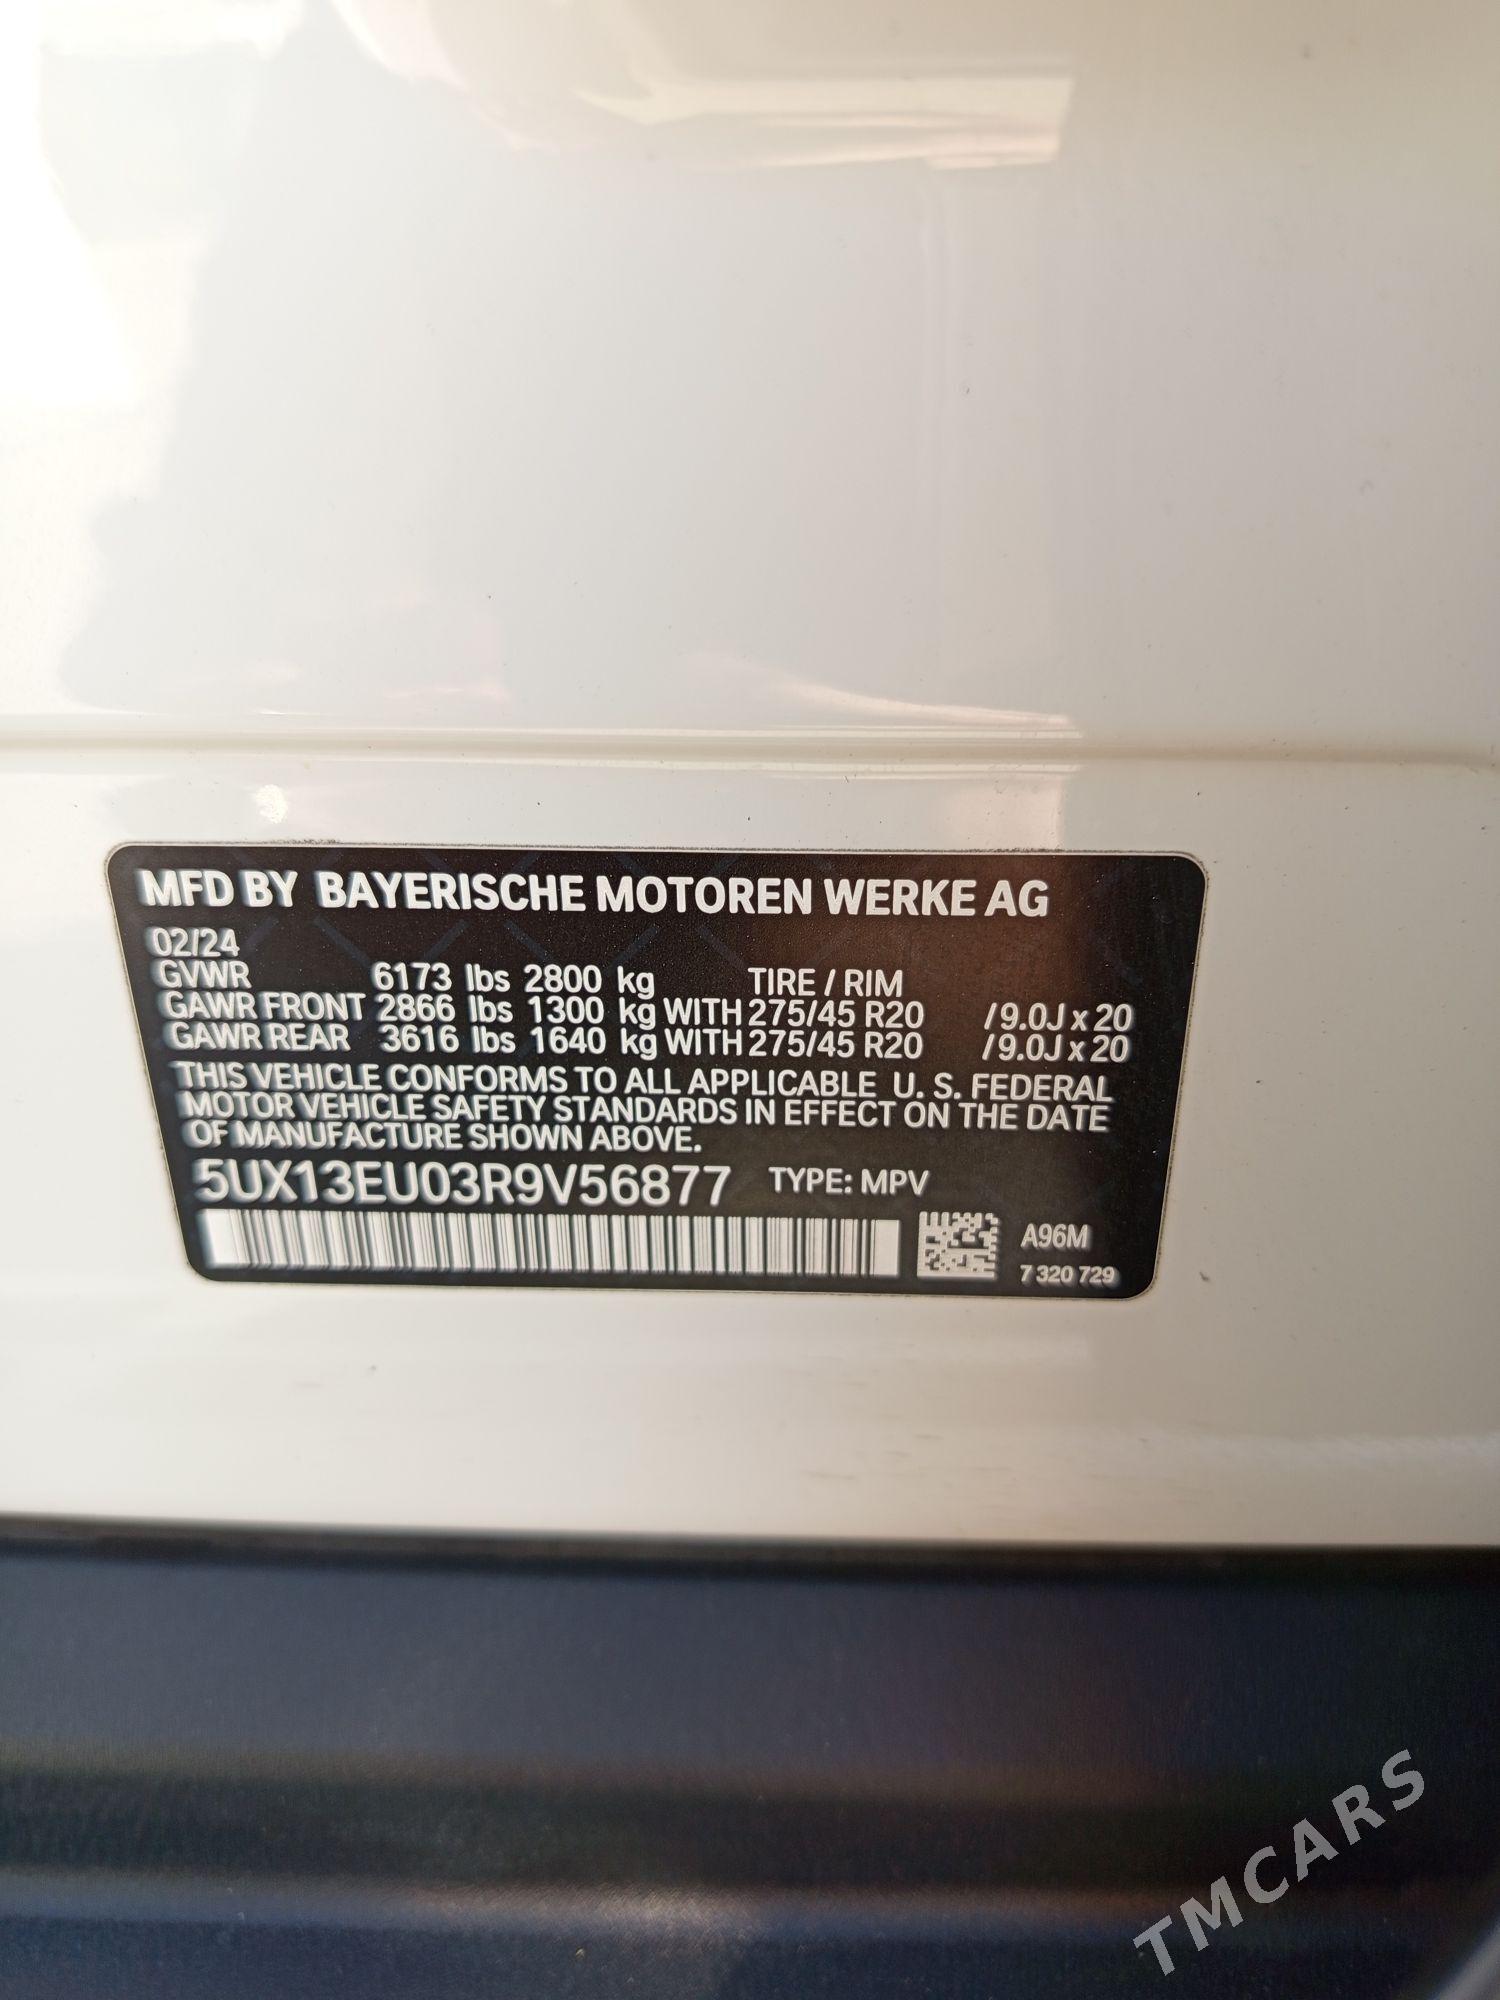 MFD BY BAYERISCHE MOTOREN WERKE AG
02/24
GVWR 6173 lbs 2800 kg TIRE / RIM
GAWR FRONT 2866 lbs 1300 kg WITH 275/45 R20 / 9.0J x 20
GAWR REAR 3616 lbs 1640 kg WITH 275/45 R20 / 9.0J x 20
THIS VEHICLE CONFORMS TO ALL APPLICABLE U. S. FEDERAL
MOTOR VEHICLE SAFETY STANDARDS IN EFFECT ON THE DATE
OF MANUFACTURE SHOWN ABOVE.
5UX13EU03R9V56877 TYPE: MPV
A96M
7 320 729
TMCARS